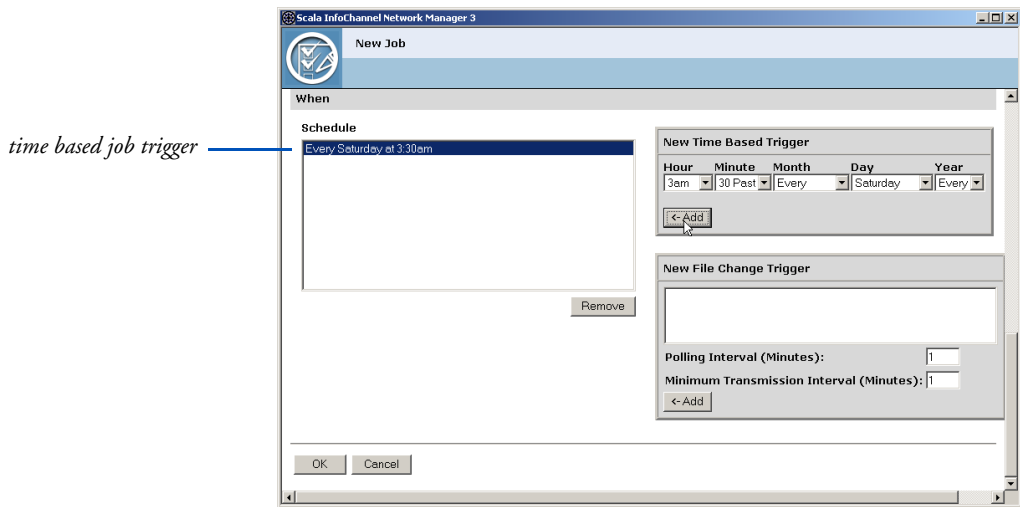 Scala InfoChannel Network Manager 3
New Job
When
time based job trigger
Schedule
Every Saturday at 3:30am
Remove
New Time Based Trigger
Hour Minute Month Day Year
3am 30 Past Every Saturday Every
<- Add
New File Change Trigger
Polling Interval (Minutes): 1
Minimum Transmission Interval (Minutes): 1
<- Add
OK Cancel